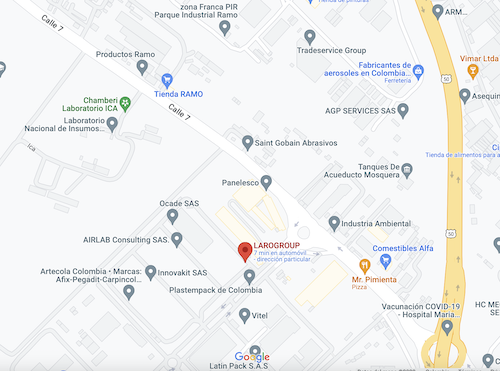 zona Franca PIR
Parque Industrial Ramo
Calle 7
ARM...
Tradeservice Group
Productos Ramo
Vimar Ltda
Fabricantes de
aerosoles en Colombia...
Ferretería
Tienda RAMO
Asequin
Chamberi
Laboratorio ICA
Calle 7
AGP SERVICES SAS
50
Laboratorio
Nacional de Insumos...
Saint Gobain Abrasivos
Ica
Tienda de alimentos para a
Tanques De
Acueducto Mosquera
Panelesco
Ocade SAS
Industria Ambiental
50
AIRLAB Consulting SAS.
LAROGROUP
7 min en automóvil
- dirección particular
Comestibles Alfa
Artecola Colombia • Marcas:
Afix-Pegadit-Carpincol...
Innovakit SAS
Mr. Pimienta
Pizza
Plastempack de Colombia
Vacunación COVID-19
- Hospital María...
HC ME
Vitel
Google
Latin Pack S.A.S